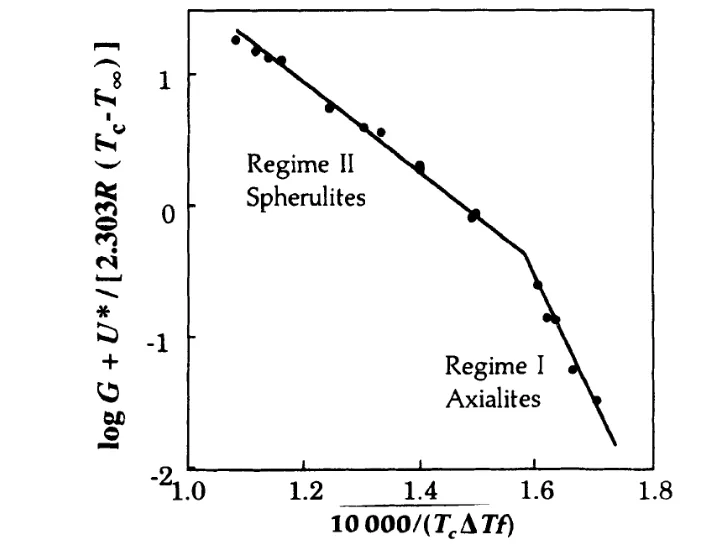 log G + U*/[2.303R (Tc-T∞)]
1
0
-1
-2
Regime II
Spherulites
Regime I
Axialites
1.0 1.2 1.4 1.6 1.8
10 000/(TcΔTf)